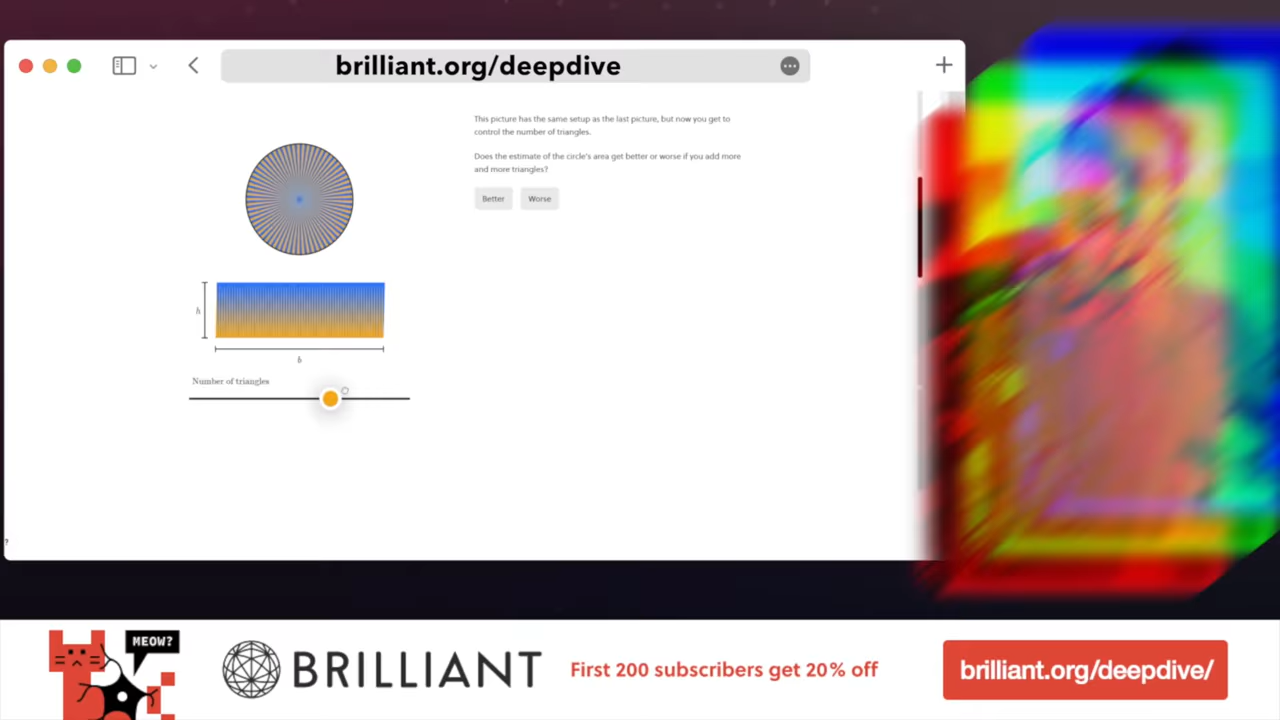 brilliant.org/deepdive
This picture has the same setup as the last picture, but now you get to
control the number of triangles.
Does the estimate of the circle's area get better or worse if you add more
and more triangles?
Better Worse
h
b
Number of triangles
?
MEOW?
BRILLIANT
First 200 subscribers get 20% off
brilliant.org/deepdive/